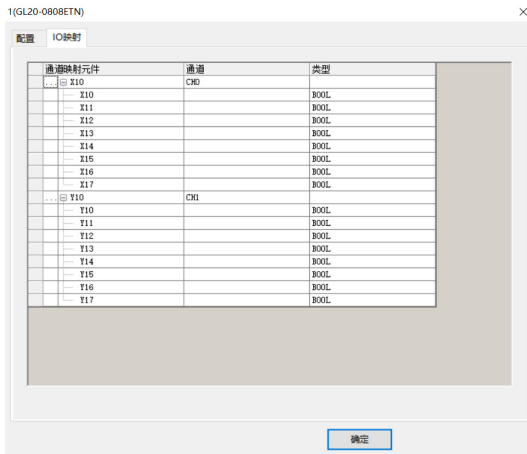 1(GL20-0808ETN)
配置 IO映射
通道映射元件 通道 类型
... X10 CH0
X10 BOOL
X11 BOOL
X12 BOOL
X13 BOOL
X14 BOOL
X15 BOOL
X16 BOOL
X17 BOOL
... Y10 CH1
Y10 BOOL
Y11 BOOL
Y12 BOOL
Y13 BOOL
Y14 BOOL
Y15 BOOL
Y16 BOOL
Y17 BOOL
确定